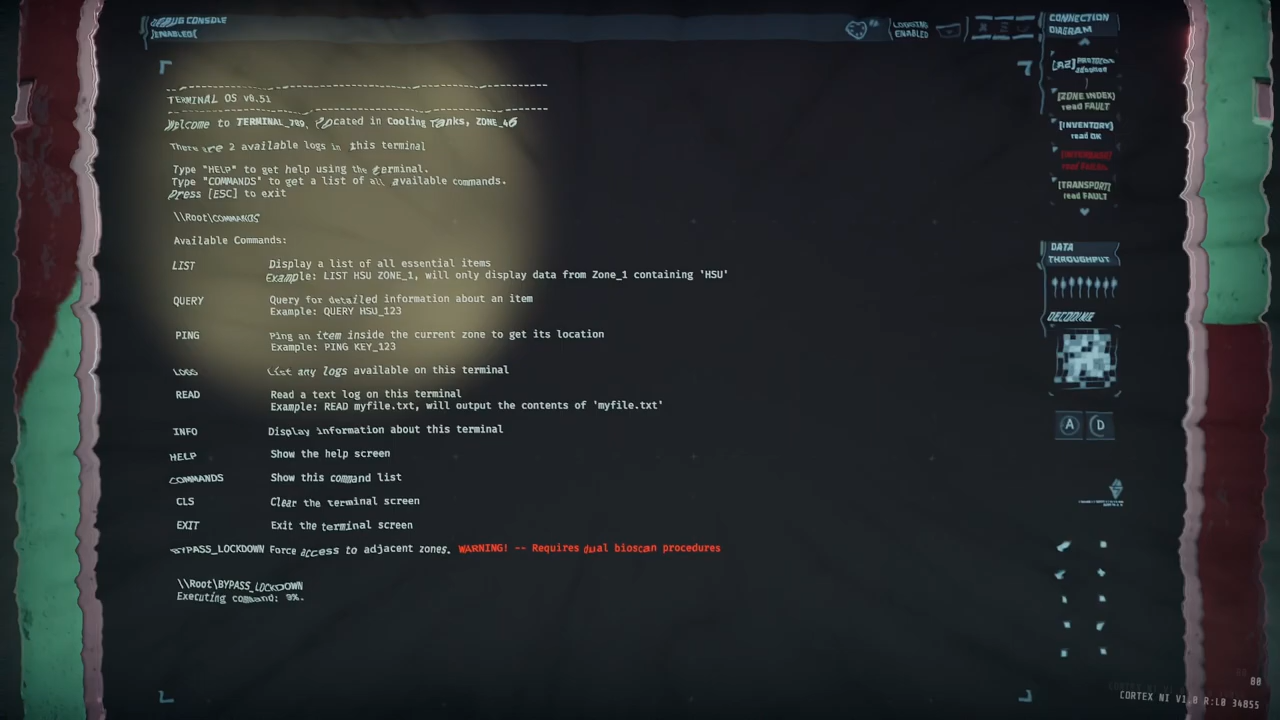 DEBUG CONSOLE
ENABLED
LOGGING
ENABLED
CONNECTION
DIAGRAM
TERMINAL OS v0.51
Welcome to TERMINAL_789, located in Cooling Tanks, ZONE_46
There are 2 available logs in this terminal
Type "HELP" to get help using the terminal.
Type "COMMANDS" to get a list of all available commands.
Press [ESC] to exit
\\Root\COMMANDS
Available Commands:
LIST Display a list of all essential items
Example: LIST HSU ZONE_1, will only display data from Zone_1 containing 'HSU'
QUERY Query for detailed information about an item
Example: QUERY HSU_123
PING Ping an item inside the current zone to get its location
Example: PING KEY_123
LOGS List any logs available on this terminal
READ Read a text log on this terminal
Example: READ myfile.txt, will output the contents of 'myfile.txt'
INFO Display information about this terminal
HELP Show the help screen
COMMANDS Show this command list
CLS Clear the terminal screen
EXIT Exit the terminal screen
BYPASS_LOCKDOWN Force access to adjacent zones. WARNING! -- Requires dual bioscan procedures
\\Root\BYPASS_LOCKDOWN
Executing command:
PROTOCOL
[ZONE INDEX]
read FAULT
[INVENTORY]
read OK
[TRANSPORT]
read FAULT
DATA
THROUGHPUT
A D
CORTEX NI